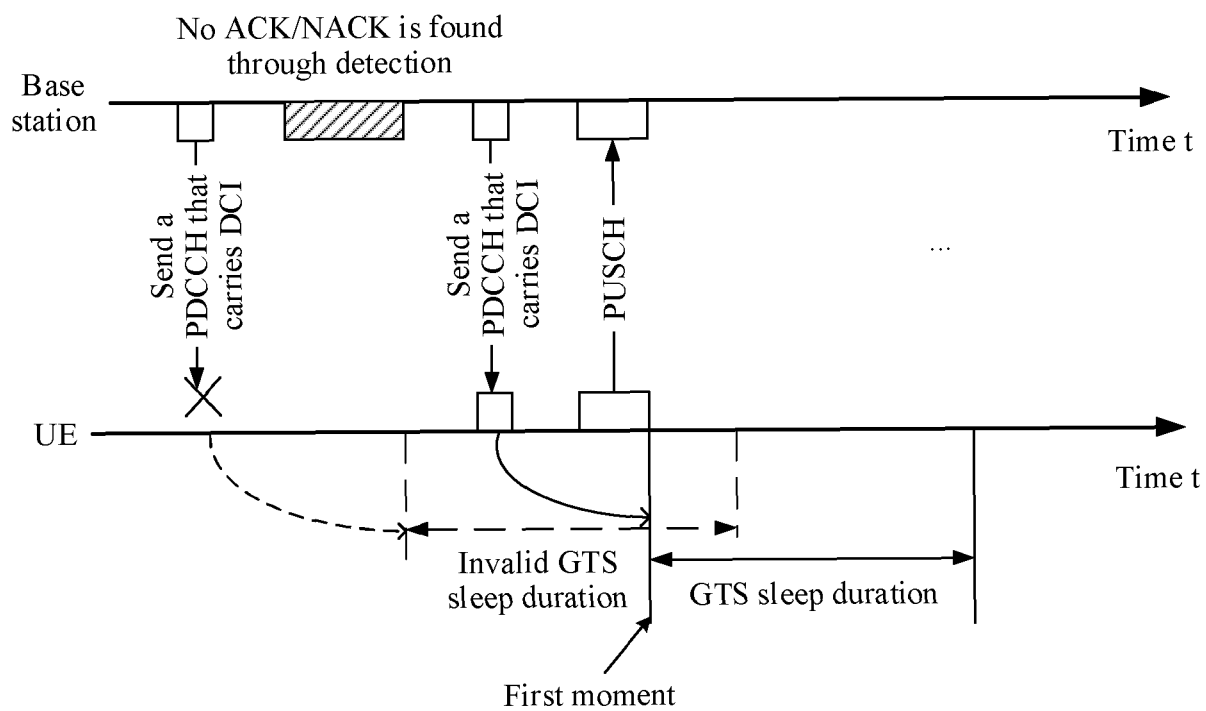 No ACK/NACK is found
through detection
Base
station
Time t
Send a
PDCCH that
carries DCI
Send a
PDCCH that
carries DCI
PUSCH
...
UE
Time t
Invalid GTS
sleep duration
GTS sleep duration
First moment